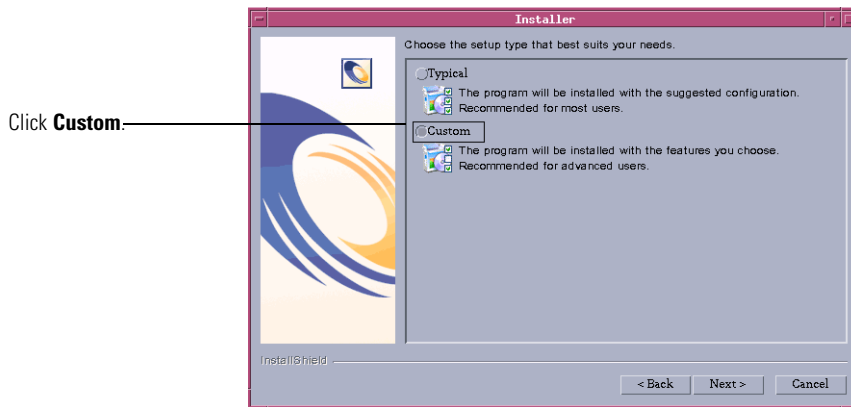 Installer
Choose the setup type that best suits your needs.
Typical
The program will be installed with the suggested configuration.
Recommended for most users.
Click Custom.
Custom
The program will be installed with the features you choose.
Recommended for advanced users.
InstallShield
< Back
Next >
Cancel